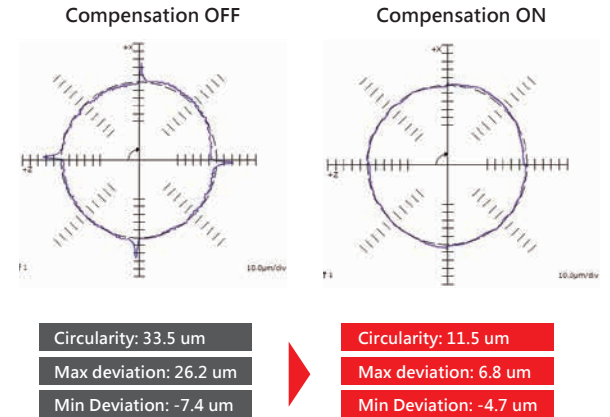 Compensation OFF
Compensation ON
+X
+X
10.0µm/div
10.0µm/div
Circularity: 33.5 um
Circularity: 11.5 um
Max deviation: 26.2 um
Max deviation: 6.8 um
Min Deviation: -7.4 um
Min Deviation: -4.7 um